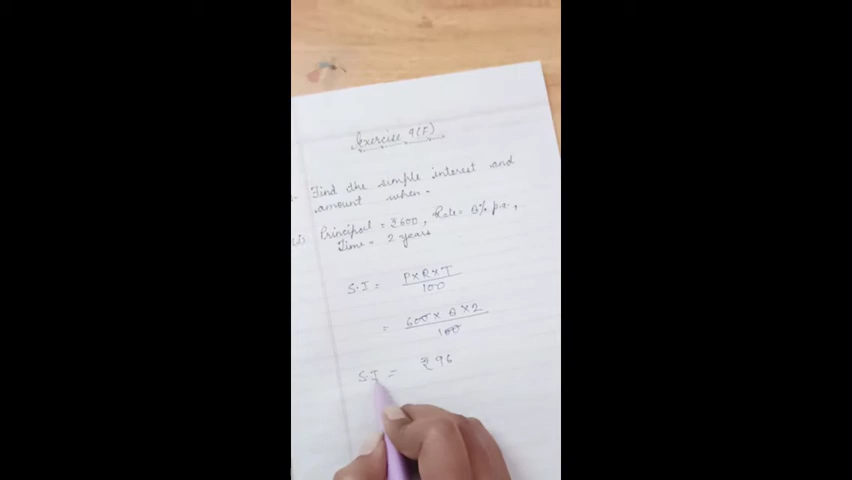 Exercise 9(F)
Find the simple interest and
amount when.
Principal = ₹600, Rate = 8% p.a.,
Time = 2 years
S.I = P×R×T
100
= 600 × 8 × 2
100
S.I = ₹96